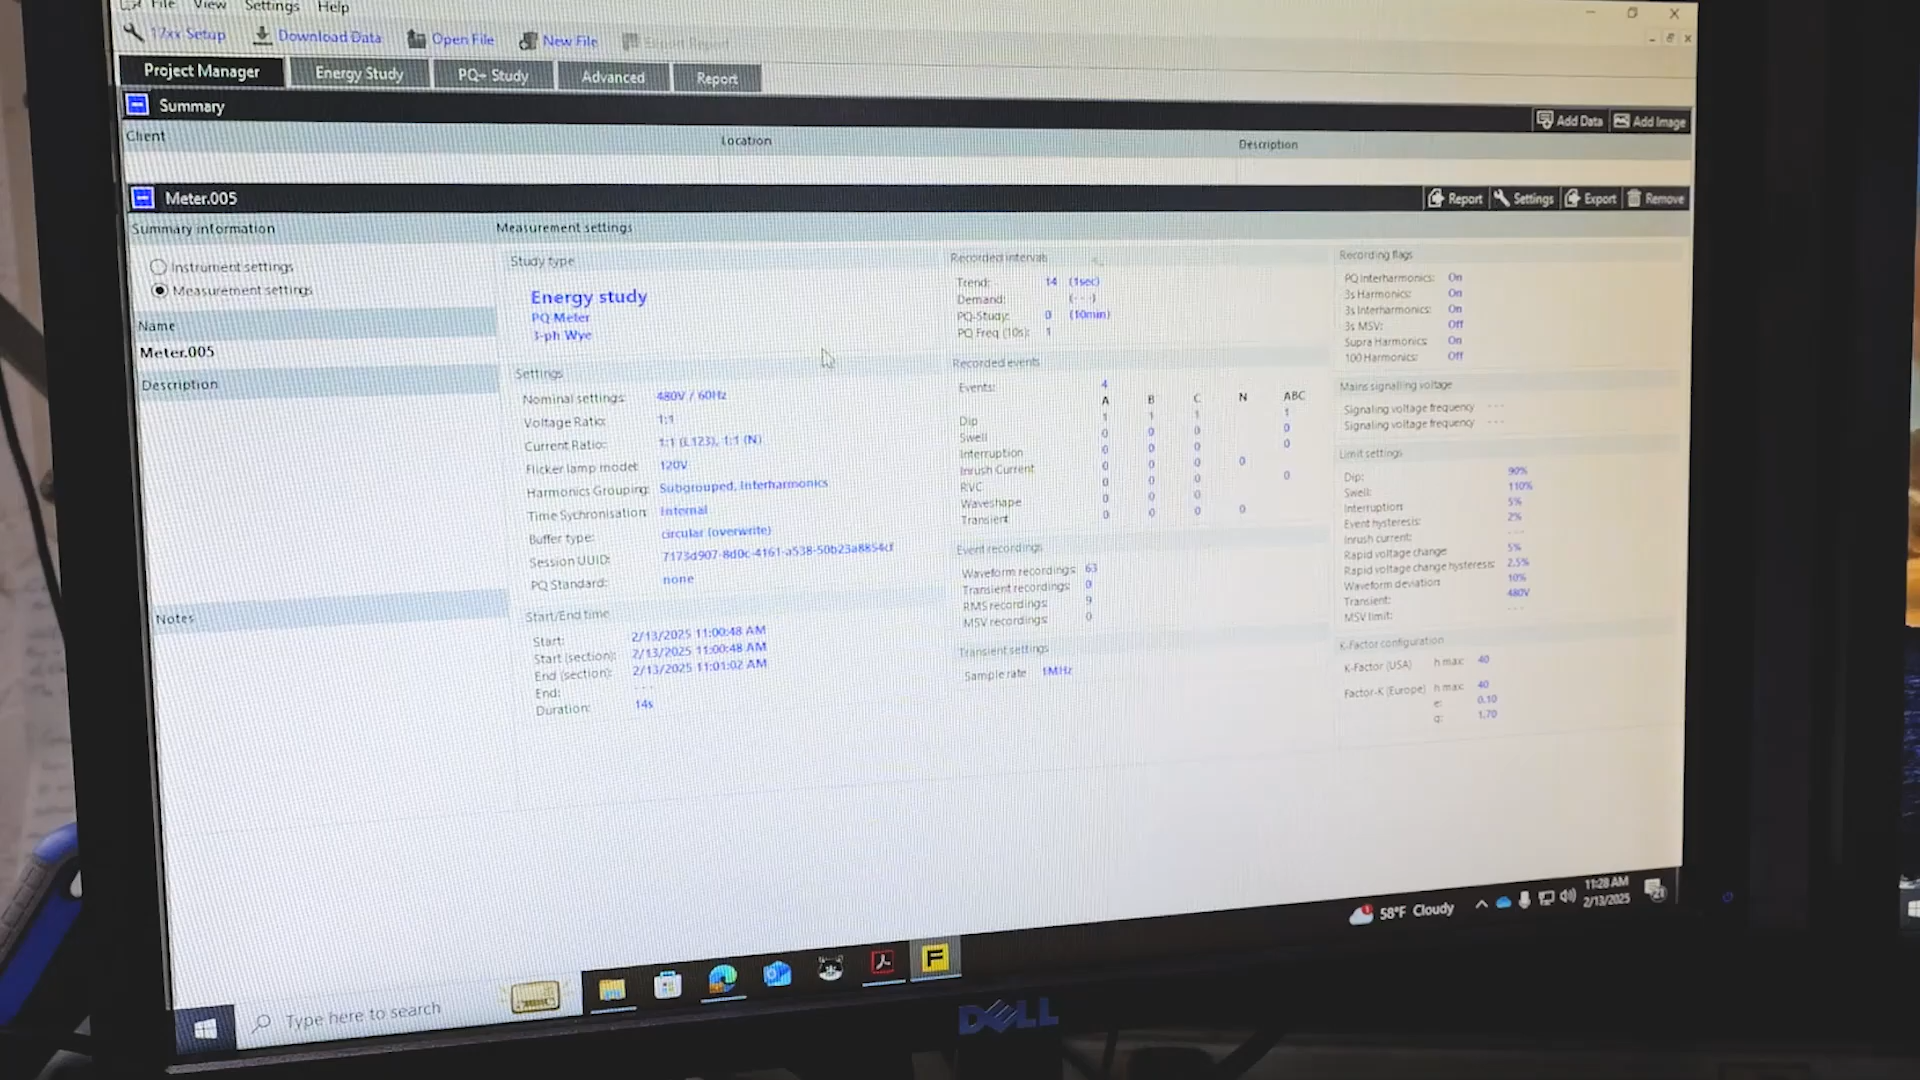 File View Settings Help
17xx Setup Download Data Open File New File Export Report
Project Manager Energy Study PQ+ Study Advanced Report
Summary Add Data Add Image
Client Location Description
Meter.005 Report Settings Export Remove
Summary information
Instrument settings
Measurement settings
Name
Meter.005
Description
Notes
Measurement settings
Study type
Energy study
PQ Meter
3-ph Wye
Settings
Nominal settings: 480V / 60Hz
Voltage Ratio: 1:1
Current Ratio: 1:1 (L123), 1:1 (N)
Flicker lamp model: 120V
Harmonics Grouping: Subgrouped, Interharmonics
Time Sychronisation: Internal
Buffer type: circular (overwrite)
Session UUID: 7173d907-8d0c-4161-a538-50b23a8854cf
PQ Standard: none
Start/End time
Start: 2/13/2025 11:00:48 AM
Start (section): 2/13/2025 11:00:48 AM
End (section): 2/13/2025 11:01:02 AM
End: - - -
Duration: 14s
Recorded intervals
Trend: 14 (1sec)
Demand: (- - -)
PQ-Study: 0 (10min)
PQ Freq (10s): 1
Recorded events
Events: 4
A B C N ABC
Dip 1 1 1 1
Swell 0 0 0 0
Interruption 0 0 0 0
Inrush Current 0 0 0 0
RVC 0 0 0 0
Waveshape 0 0 0
Transient 0 0 0 0
Event recordings
Waveform recordings: 63
Transient recordings: 0
RMS recordings: 9
MSV recordings: 0
Transient settings
Sample rate 1MHz
Recording flags
PQ Interharmonics: On
3s Harmonics: On
3s Interharmonics: On
3s MSV: Off
Supra Harmonics On
100 Harmonics: Off
Mains signalling voltage
Signaling voltage frequency - - -
Signaling voltage frequency - - -
Limit settings
Dip: 90%
Swell: 110%
Interruption 5%
Event hysteresis: 2%
Inrush current: - - -
Rapid voltage change 5%
Rapid voltage change hysteresis: 2.5%
Waveform deviation 10%
Transient: 480V
MSV limit: - - -
K-Factor configuration
K-Factor (USA) h max: 40
Factor-K (Europe) h max: 40
e: 0.10
q: 1.70
58°F Cloudy 11:28 AM
2/13/2025
21
Type here to search
F
DELL